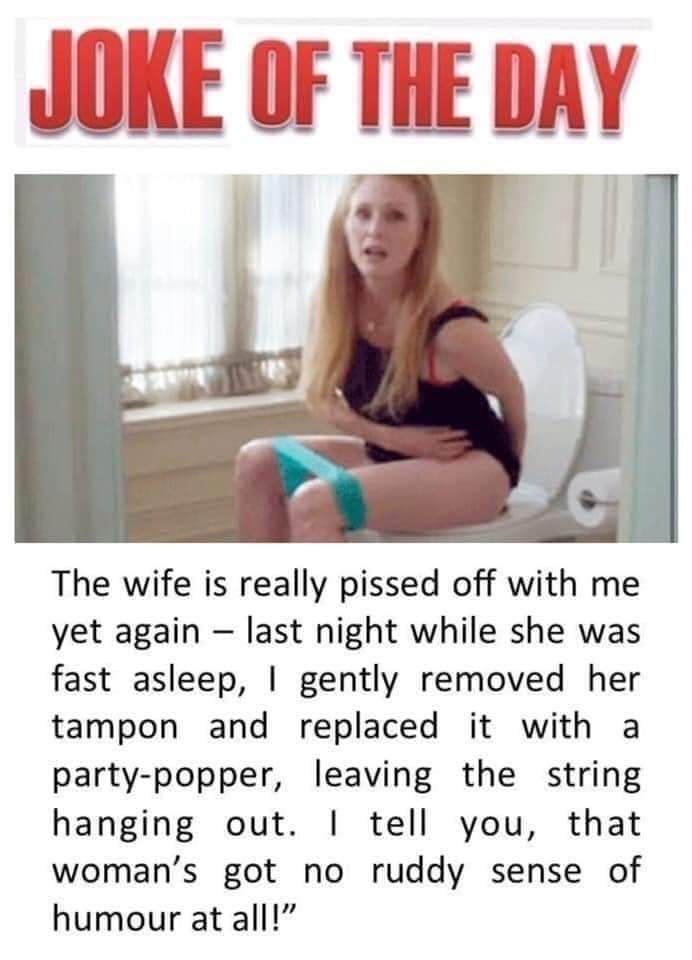 JOKE OF THE DAY
The wife is really pissed off with me
yet again – last night while she was
fast asleep, I gently removed her
tampon and replaced it with a
party-popper, leaving the string
hanging out. I tell you, that
woman’s got no ruddy sense of
humour at all!”